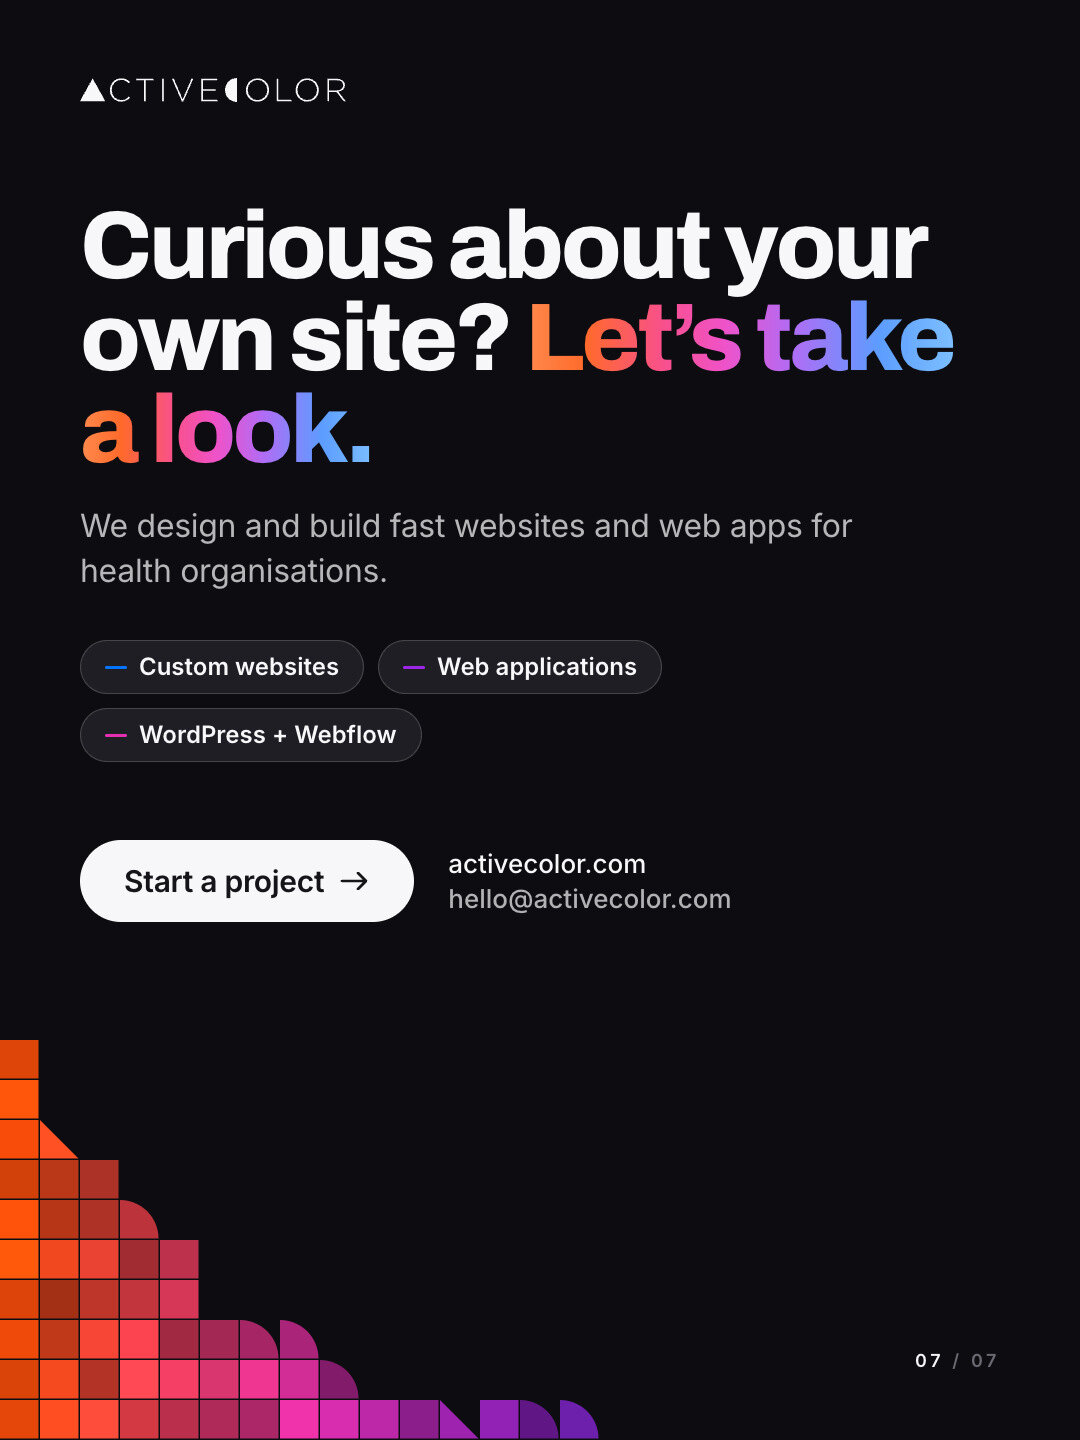 ACTIVECOLOR
Curious about your
own site? Let’s take
a look.
We design and build fast websites and web apps for
health organisations.
Custom websites
Web applications
WordPress + Webflow
Start a project →
activecolor.com
hello@activecolor.com
07 / 07